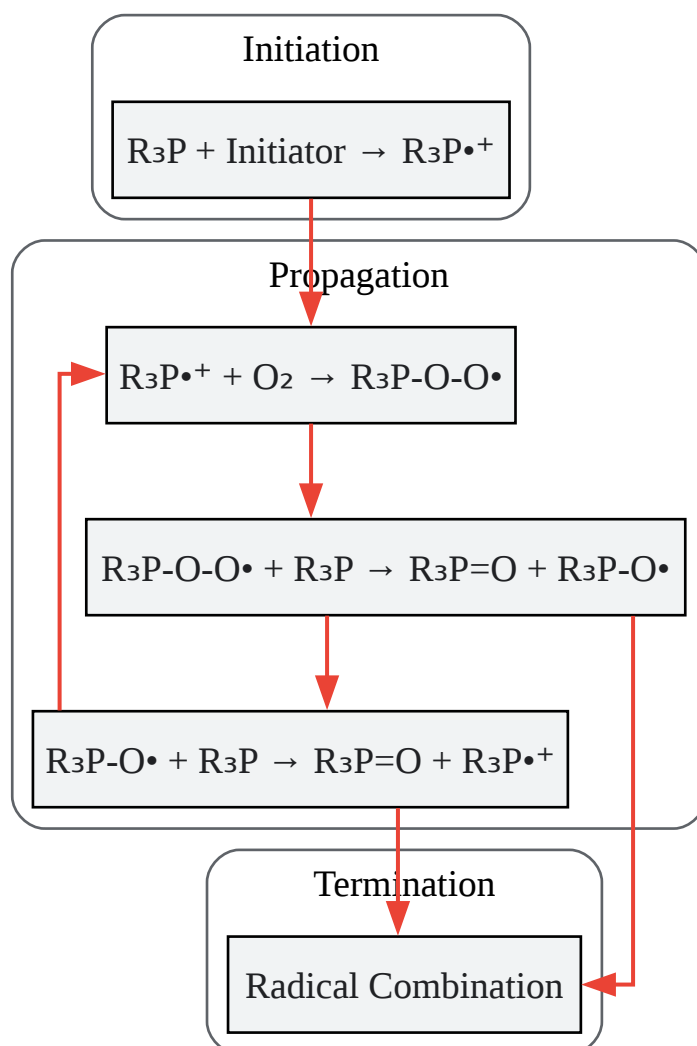 Initiation
R₃P + Initiator → R₃P•⁺
Propagation
R₃P•⁺ + O₂ → R₃P-O-O•
R₃P-O-O• + R₃P → R₃P=O + R₃P-O•
R₃P-O• + R₃P → R₃P=O + R₃P•⁺
Termination
Radical Combination